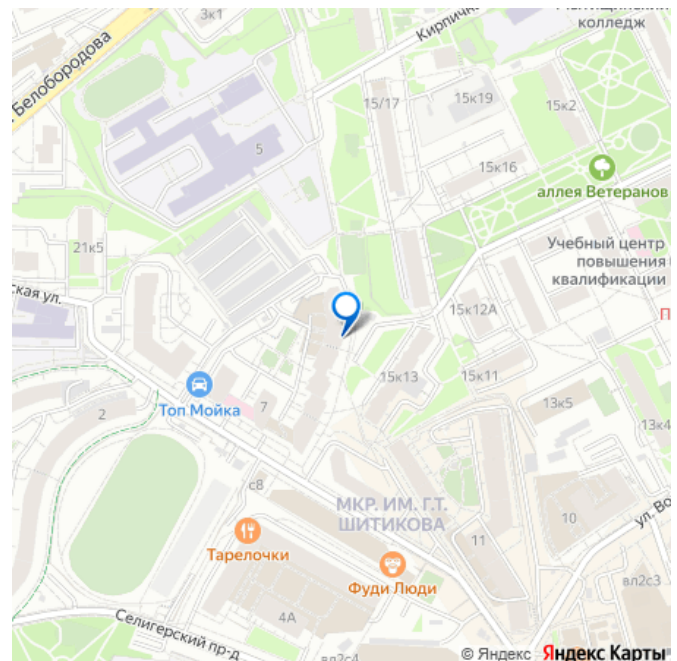 3к1
Мытищинский
колледж
Кирпичн
Белобородова
15/17
15к19
15к2
5
15к16
аллея Ветеранов
21к5
Учебный центр
повышения
квалификации
ская ул.
15к12А
П
15к13
15к11
Топ Мойка
7
2
13к5
13к4
с8
МКР. ИМ. Г.Т.
ШИТИКОВА
10
ул. Во
Тарелочки
11
Фуди Люди
вл2с3
4А
Селигерский пр-д
вл2с4
© Яндекс Яндекс Карты